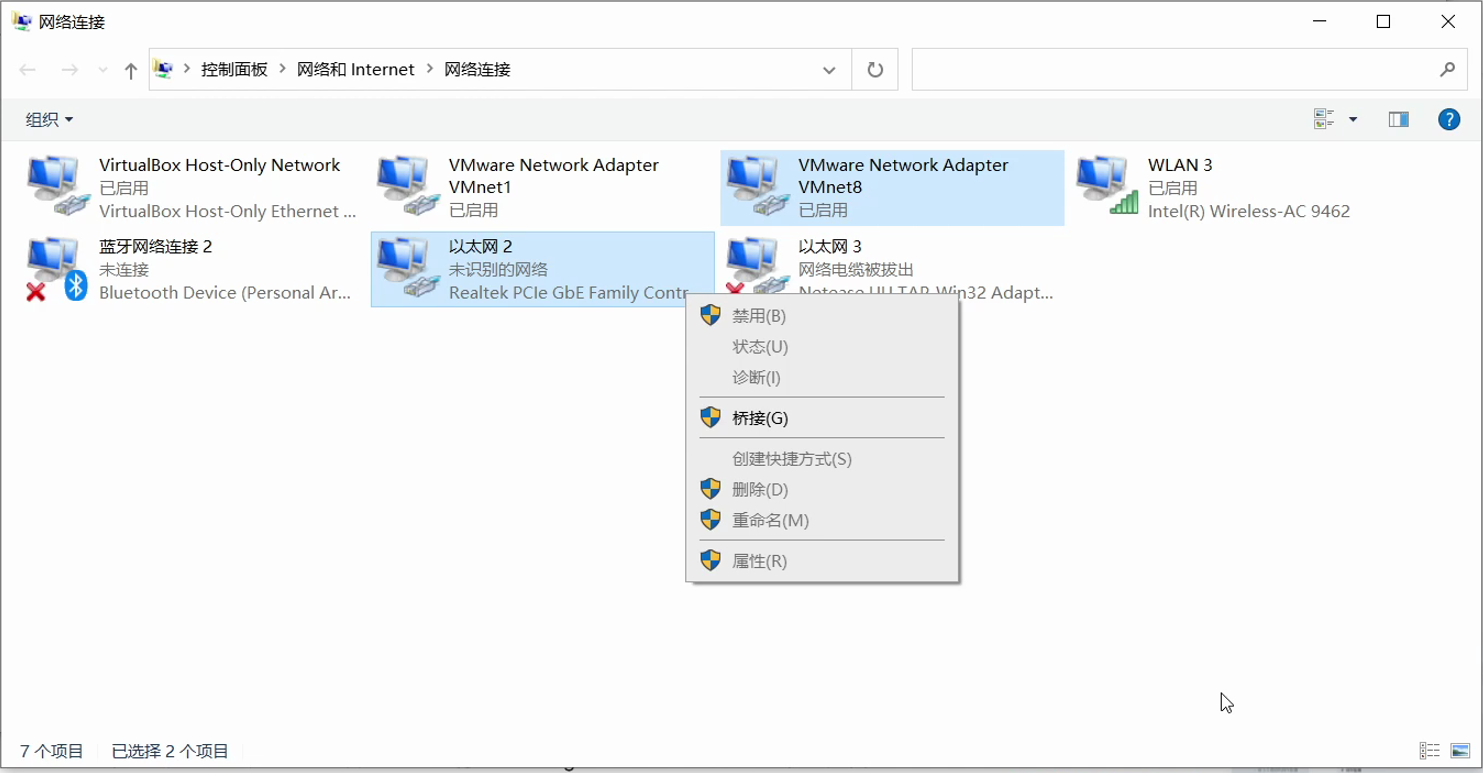 网络连接
控制面板 > 网络和 Internet > 网络连接
组织
VirtualBox Host-Only Network
已启用
VirtualBox Host-Only Ethernet ...
VMware Network Adapter
VMnet1
已启用
VMware Network Adapter
VMnet8
已启用
WLAN 3
已启用
Intel(R) Wireless-AC 9462
蓝牙网络连接 2
未连接
Bluetooth Device (Personal Ar...
以太网 2
未识别的网络
Realtek PCIe GbE Family Contr
以太网 3
网络电缆被拔出
Netease UU TAP-Win32 Adapt...
禁用(B)
状态(U)
诊断(I)
桥接(G)
创建快捷方式(S)
删除(D)
重命名(M)
属性(R)
7 个项目
已选择 2 个项目